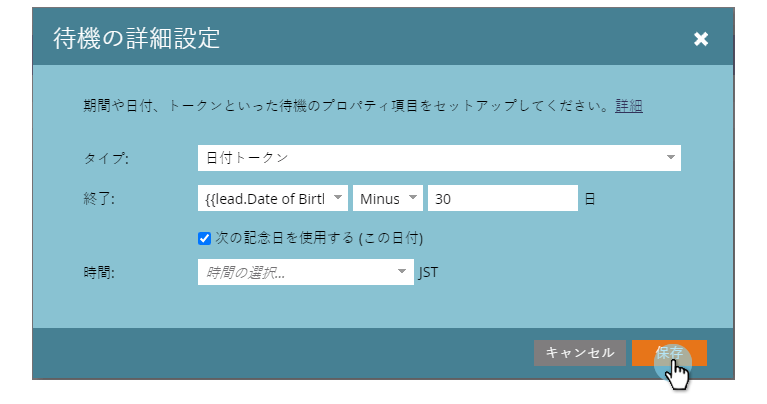 待機の詳細設定
期間や日付、トークンといった待機のプロパティ項目をセットアップしてください。詳細
タイプ: 日付トークン
終了: {{lead.Date of Birtl Minus 30 日
次の記念日を使用する (この日付)
時間: 時間の選択... JST
キャンセル 保存